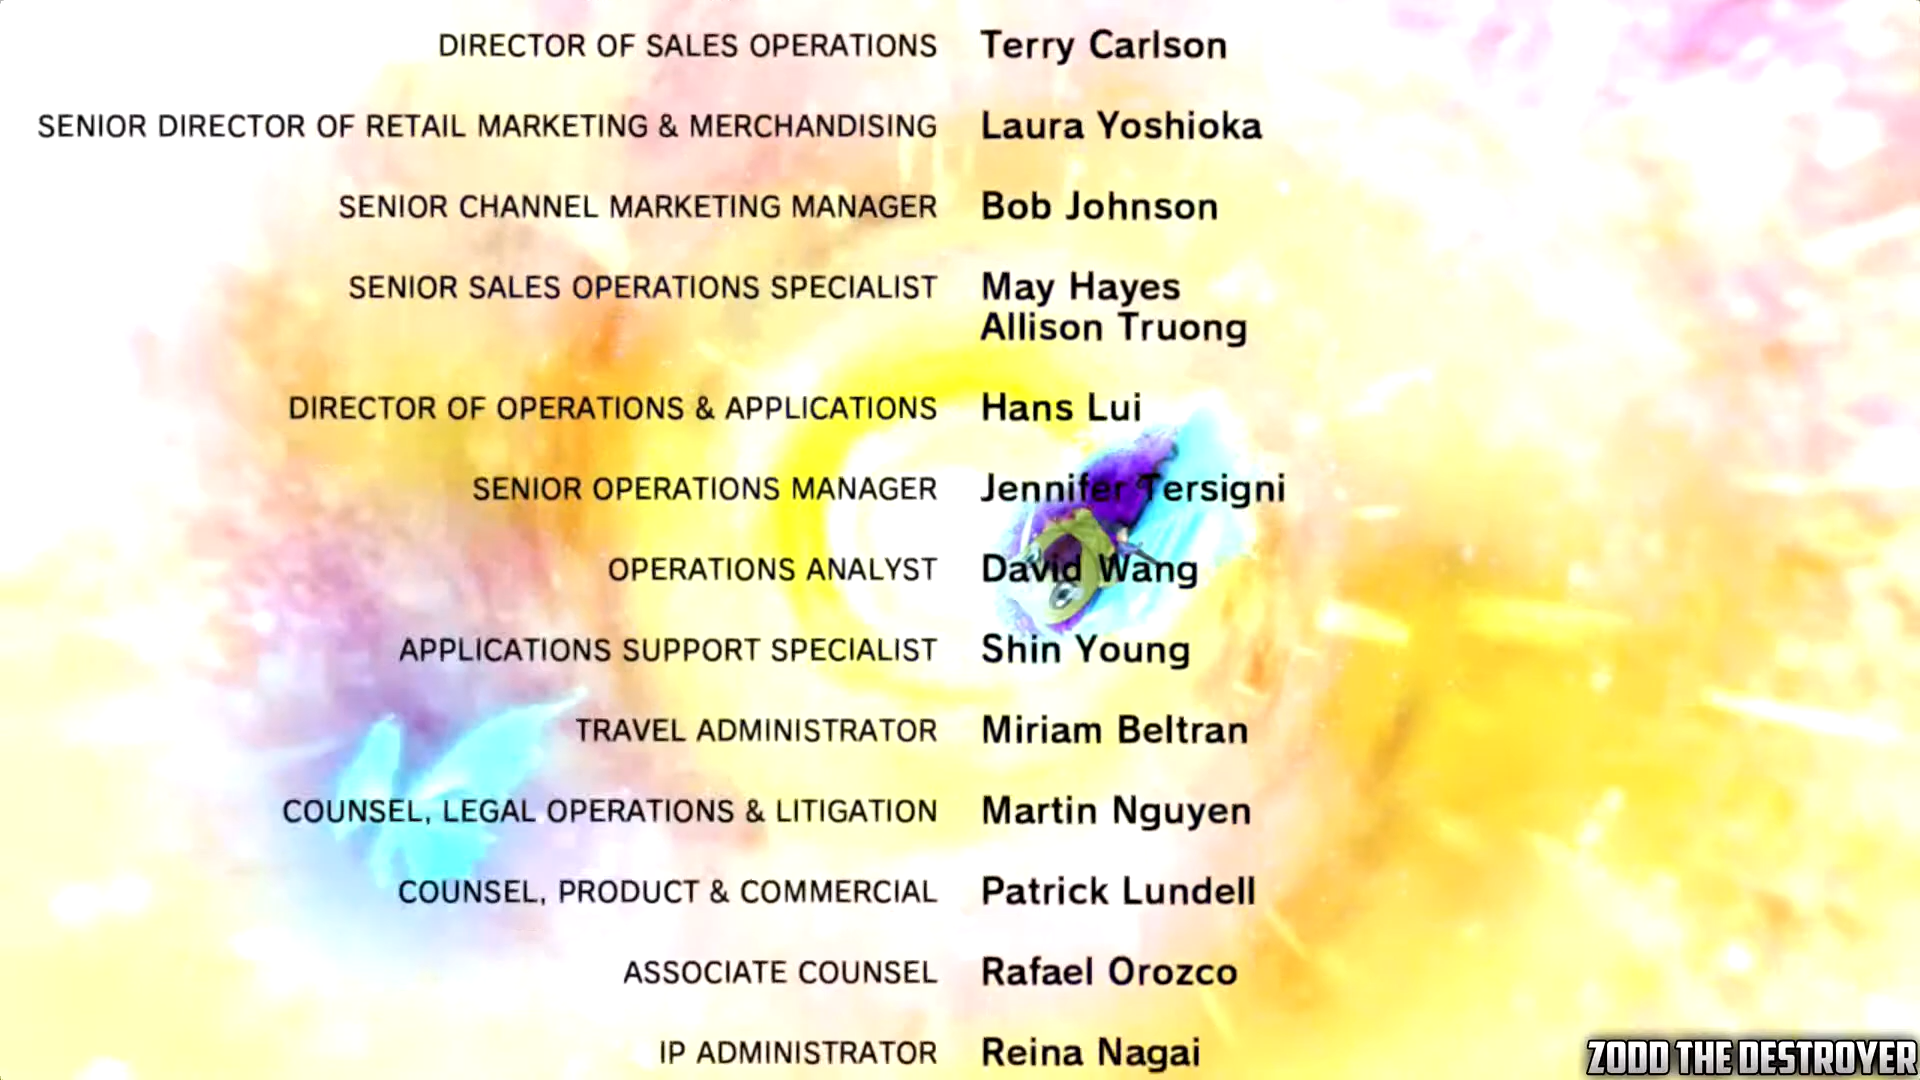 DIRECTOR OF SALES OPERATIONS Terry Carlson
SENIOR DIRECTOR OF RETAIL MARKETING & MERCHANDISING Laura Yoshioka
SENIOR CHANNEL MARKETING MANAGER Bob Johnson
SENIOR SALES OPERATIONS SPECIALIST May Hayes
Allison Truong
DIRECTOR OF OPERATIONS & APPLICATIONS Hans Lui
SENIOR OPERATIONS MANAGER Jennifer Tersigni
OPERATIONS ANALYST David Wang
APPLICATIONS SUPPORT SPECIALIST Shin Young
TRAVEL ADMINISTRATOR Miriam Beltran
COUNSEL, LEGAL OPERATIONS & LITIGATION Martin Nguyen
COUNSEL, PRODUCT & COMMERCIAL Patrick Lundell
ASSOCIATE COUNSEL Rafael Orozco
IP ADMINISTRATOR Reina Nagai
ZODD THE DESTROYER